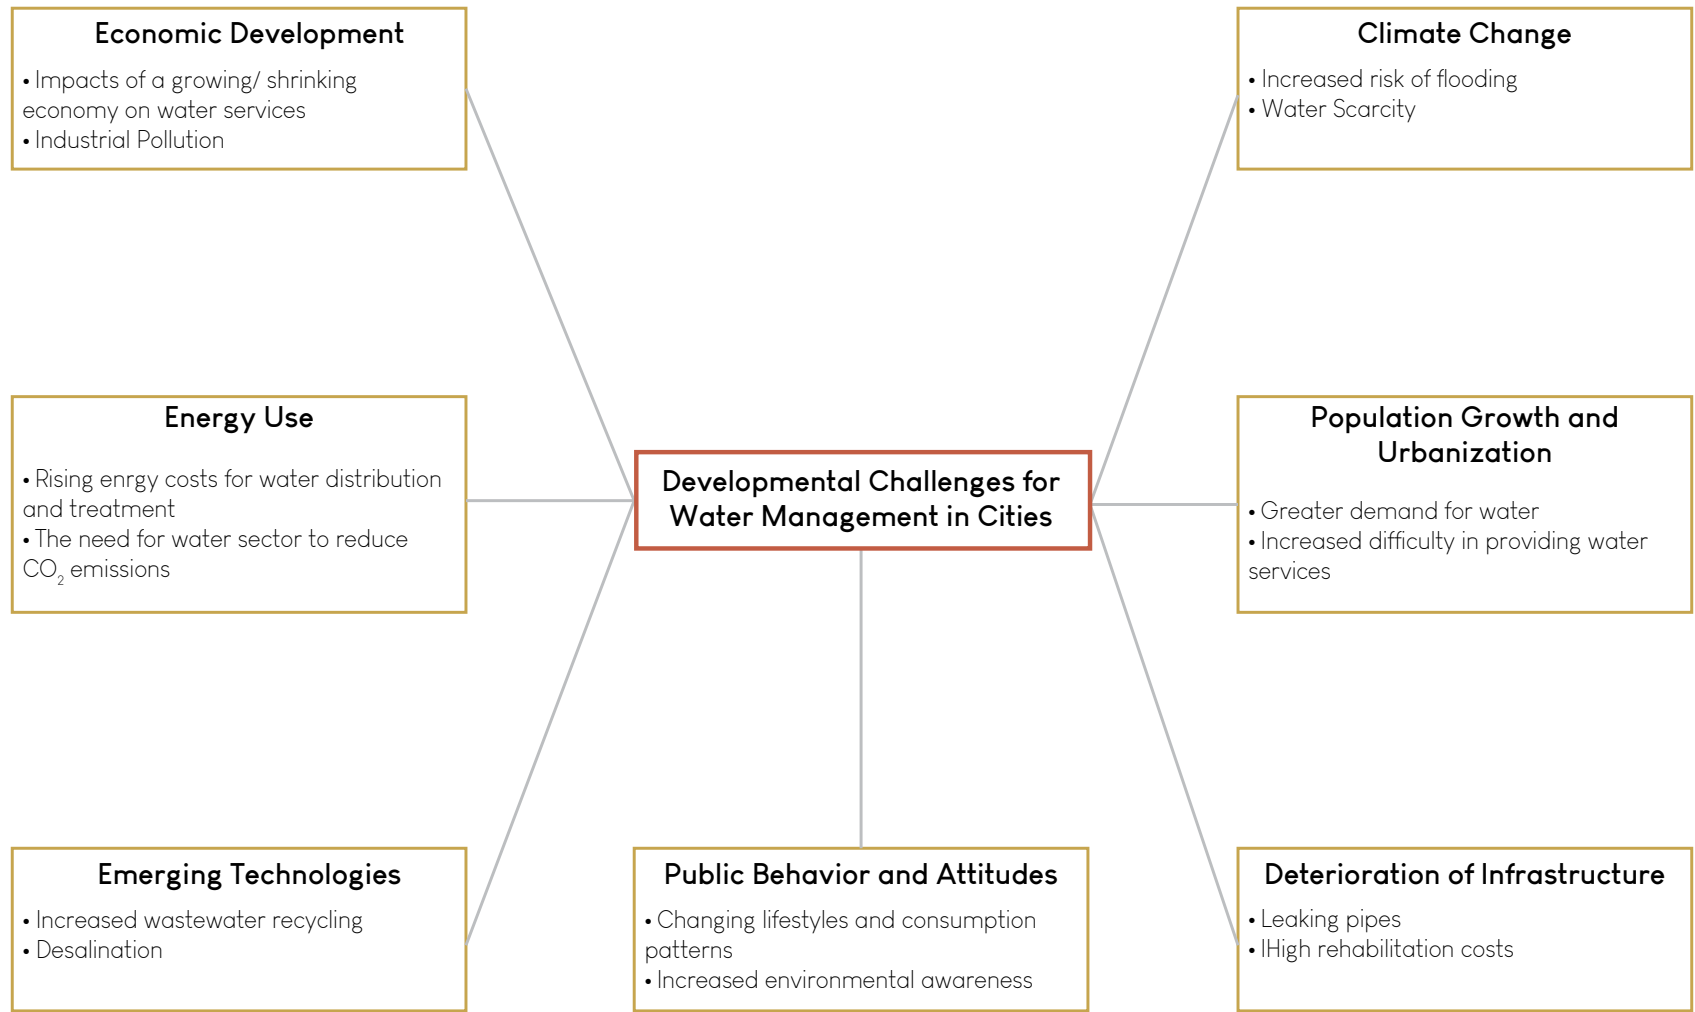 Economic Development
• Impacts of a growing/ shrinking
economy on water services
• Industrial Pollution
Climate Change
• Increased risk of flooding
• Water Scarcity
Energy Use
• Rising enrgy costs for water distribution
and treatment
• The need for water sector to reduce
CO₂ emissions
Developmental Challenges for
Water Management in Cities
Population Growth and
Urbanization
• Greater demand for water
• Increased difficulty in providing water
services
Emerging Technologies
• Increased wastewater recycling
• Desalination
Public Behavior and Attitudes
• Changing lifestyles and consumption
patterns
• Increased environmental awareness
Deterioration of Infrastructure
• Leaking pipes
• IHigh rehabilitation costs